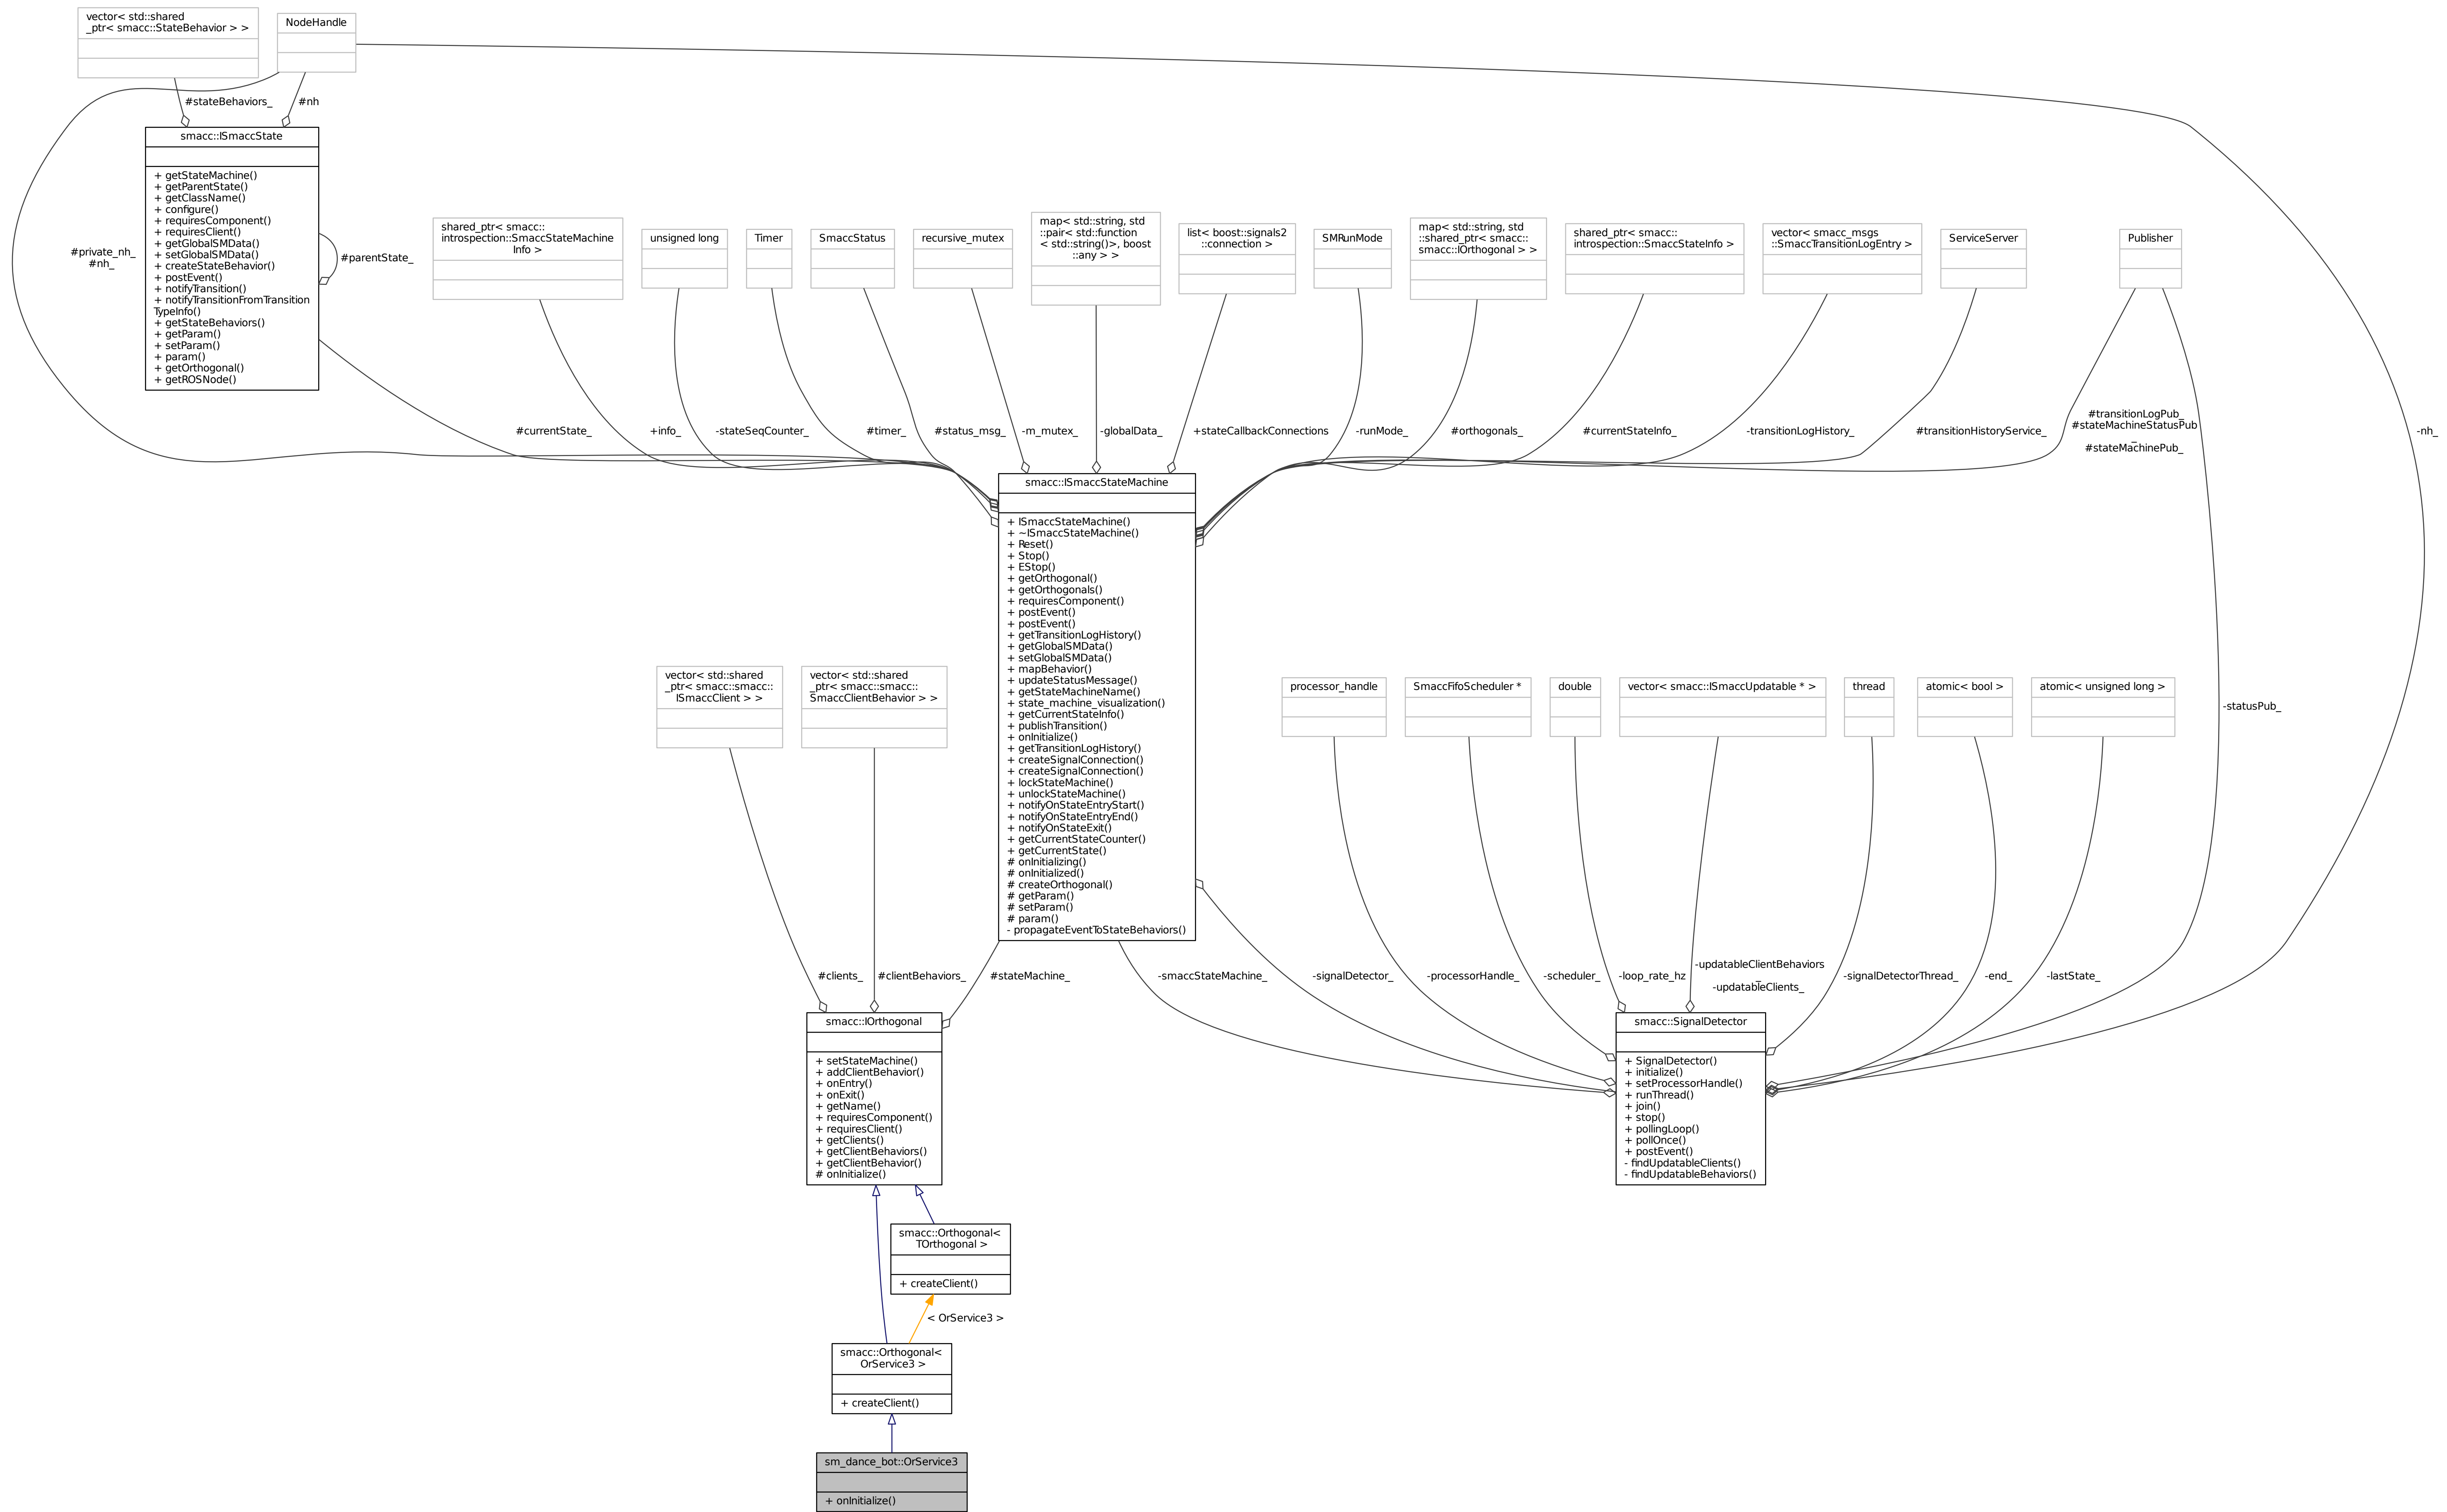 vector< std::shared
_ptr< smacc::StateBehavior > >
NodeHandle
#stateBehaviors_
#nh
smacc::ISmaccState
+ getStateMachine()
+ getParentState()
+ getClassName()
+ configure()
+ requiresComponent()
+ requiresClient()
+ getGlobalSMData()
+ setGlobalSMData()
+ createStateBehavior()
+ postEvent()
+ notifyTransition()
+ notifyTransitionFromTransition
TypeInfo()
+ getStateBehaviors()
+ getParam()
+ setParam()
+ param()
+ getOrthogonal()
+ getROSNode()
#private_nh_
#nh_
#parentState_
shared_ptr< smacc::
introspection::SmaccStateMachine
Info >
unsigned long
Timer
SmaccStatus
recursive_mutex
map< std::string, std
::pair< std::function
< std::string()>, boost
::any > >
list< boost::signals2
::connection >
SMRunMode
map< std::string, std
::shared_ptr< smacc::
smacc::IOrthogonal > >
shared_ptr< smacc::
introspection::SmaccStateInfo >
vector< smacc_msgs
::SmaccTransitionLogEntry >
ServiceServer
Publisher
#currentState_
+info_
-stateSeqCounter_
#timer_
#status_msg_
-m_mutex_
-globalData_
+stateCallbackConnections
-runMode_
#orthogonals_
#currentStateInfo_
-transitionLogHistory_
#transitionHistoryService_
#transitionLogPub_
#stateMachineStatusPub
_
#stateMachinePub_
-nh_
smacc::ISmaccStateMachine
+ ISmaccStateMachine()
+ ~ISmaccStateMachine()
+ Reset()
+ Stop()
+ EStop()
+ getOrthogonal()
+ getOrthogonals()
+ requiresComponent()
+ postEvent()
+ postEvent()
+ getTransitionLogHistory()
+ getGlobalSMData()
+ setGlobalSMData()
+ mapBehavior()
+ updateStatusMessage()
+ getStateMachineName()
+ state_machine_visualization()
+ getCurrentStateInfo()
+ publishTransition()
+ onInitialize()
+ getTransitionLogHistory()
+ createSignalConnection()
+ createSignalConnection()
+ lockStateMachine()
+ unlockStateMachine()
+ notifyOnStateEntryStart()
+ notifyOnStateEntryEnd()
+ notifyOnStateExit()
+ getCurrentStateCounter()
+ getCurrentState()
# onInitializing()
# onInitialized()
# createOrthogonal()
# getParam()
# setParam()
# param()
- propagateEventToStateBehaviors()
vector< std::shared
_ptr< smacc::smacc::
ISmaccClient > >
vector< std::shared
_ptr< smacc::smacc::
SmaccClientBehavior > >
processor_handle
SmaccFifoScheduler *
double
vector< smacc::ISmaccUpdatable * >
thread
atomic< bool >
atomic< unsigned long >
-statusPub_
#clients_
#clientBehaviors_
#stateMachine_
-smaccStateMachine_
-signalDetector_
-processorHandle_
-scheduler_
-loop_rate_hz
-updatableClientBehaviors
_
-updatableClients_
-signalDetectorThread_
-end_
-lastState_
smacc::IOrthogonal
+ setStateMachine()
+ addClientBehavior()
+ onEntry()
+ onExit()
+ getName()
+ requiresComponent()
+ requiresClient()
+ getClients()
+ getClientBehaviors()
+ getClientBehavior()
# onInitialize()
smacc::SignalDetector
+ SignalDetector()
+ initialize()
+ setProcessorHandle()
+ runThread()
+ join()
+ stop()
+ pollingLoop()
+ pollOnce()
+ postEvent()
- findUpdatableClients()
- findUpdatableBehaviors()
smacc::Orthogonal<
TOrthogonal >
+ createClient()
< OrService3 >
smacc::Orthogonal<
OrService3 >
+ createClient()
sm_dance_bot::OrService3
+ onInitialize()